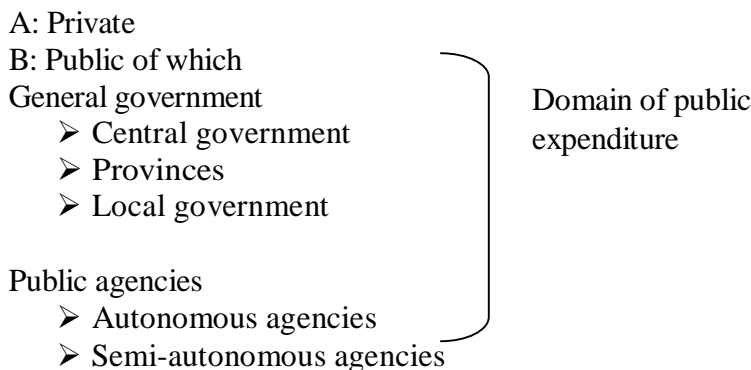 A: Private
B: Public of which
General government
➢ Central government
➢ Provinces
➢ Local government
Public agencies
➢ Autonomous agencies
➢ Semi-autonomous agencies
Domain of public
expenditure